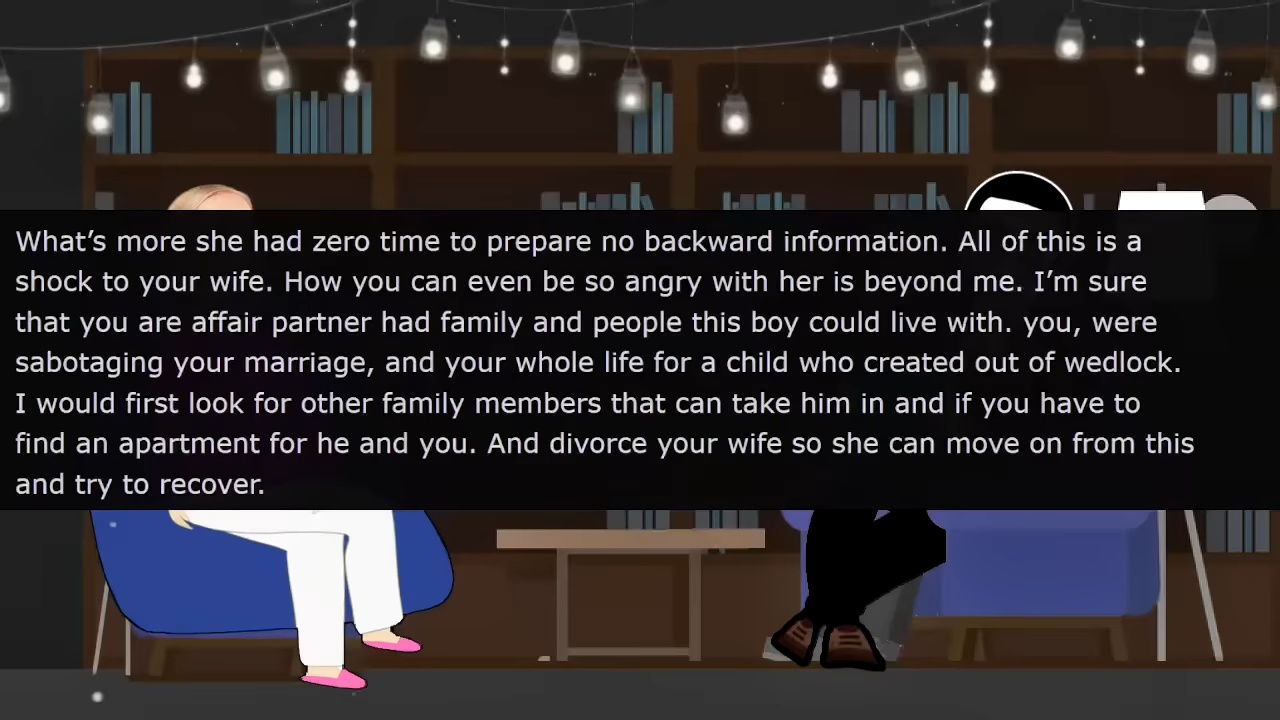 What’s more she had zero time to prepare no backward information. All of this is a
shock to your wife. How you can even be so angry with her is beyond me. I’m sure
that you are affair partner had family and people this boy could live with. you, were
sabotaging your marriage, and your whole life for a child who created out of wedlock.
I would first look for other family members that can take him in and if you have to
find an apartment for he and you. And divorce your wife so she can move on from this
and try to recover.